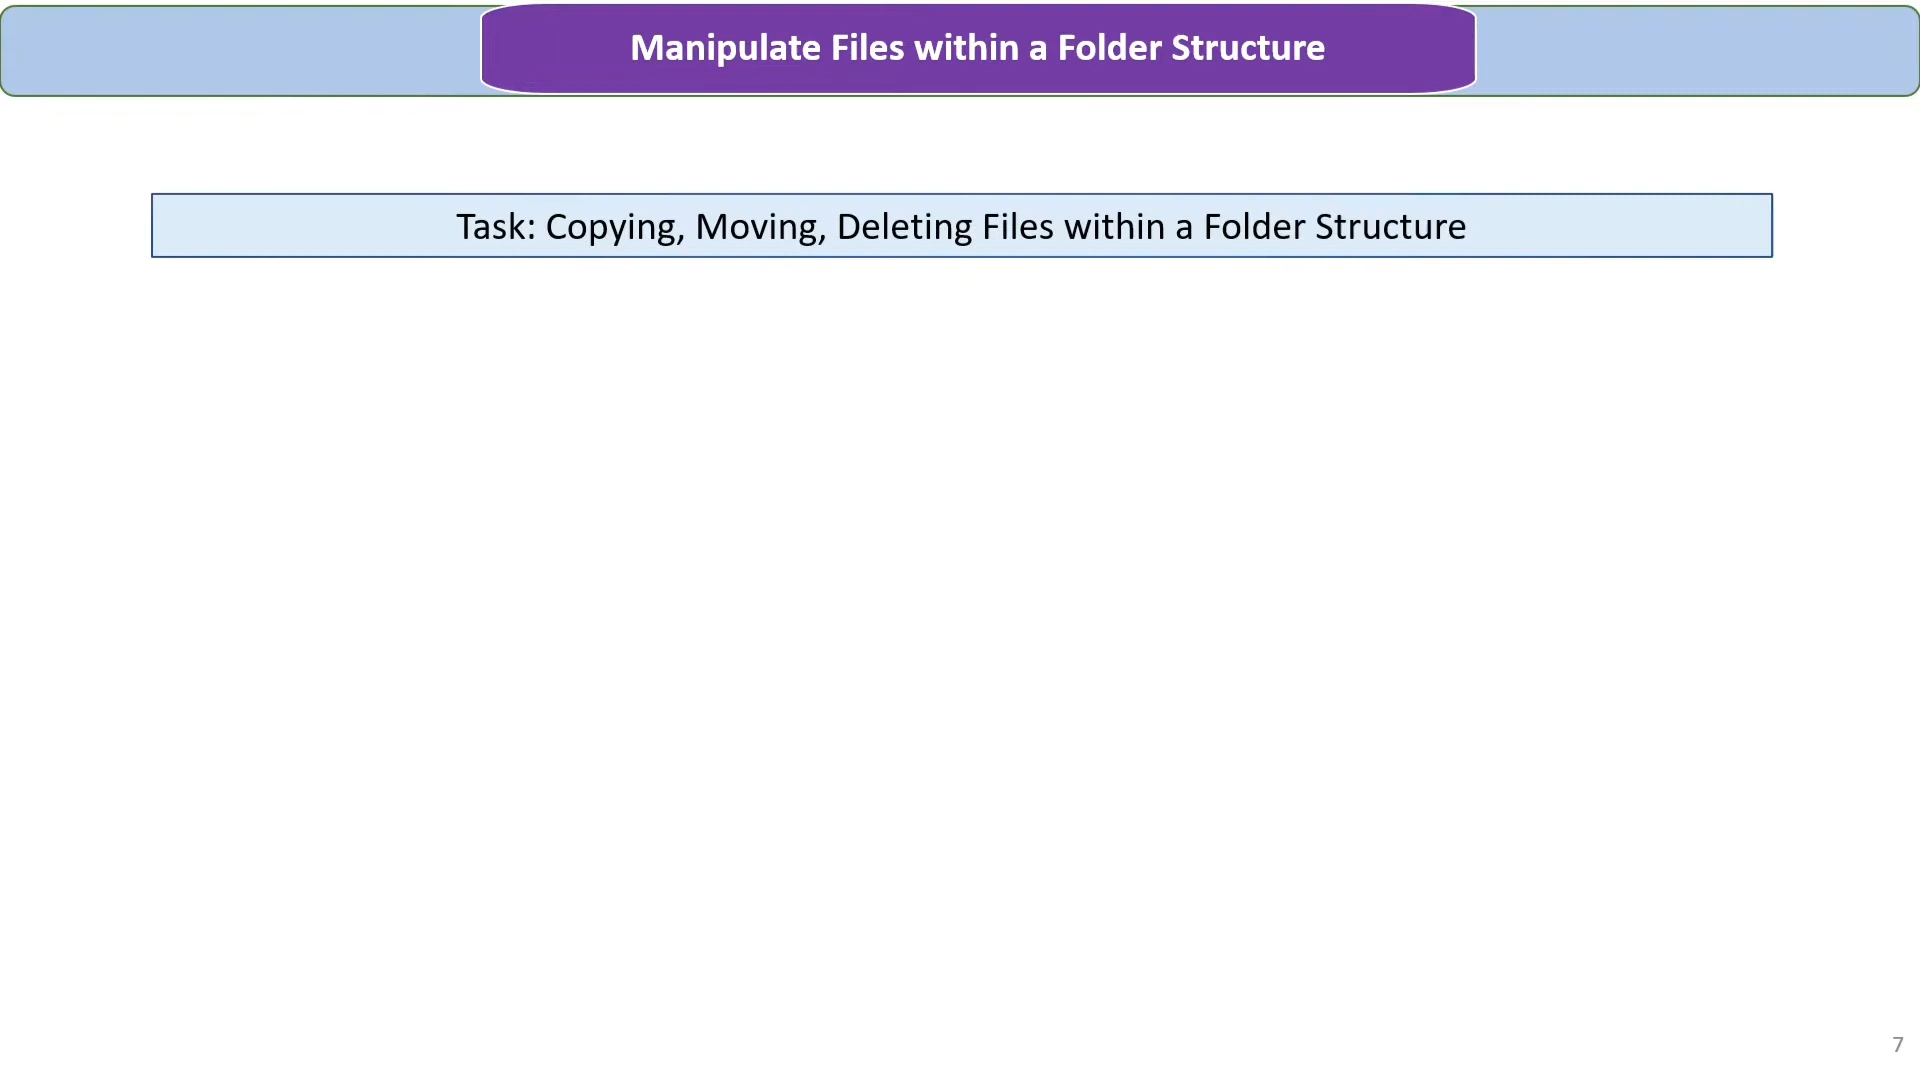 Manipulate Files within a Folder Structure
Task: Copying, Moving, Deleting Files within a Folder Structure
7